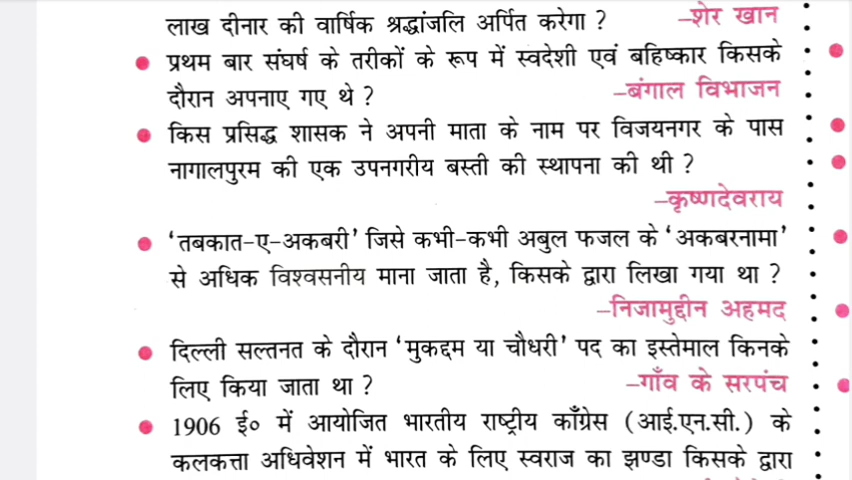 लाख दीनार की वार्षिक श्रद्धांजलि अर्पित करेगा ? –शेर खान
प्रथम बार संघर्ष के तरीकों के रूप में स्वदेशी एवं बहिष्कार किसके
दौरान अपनाए गए थे ? –बंगाल विभाजन
किस प्रसिद्ध शासक ने अपनी माता के नाम पर विजयनगर के पास
नागालपुरम की एक उपनगरीय बस्ती की स्थापना की थी ?
–कृष्णदेवराय
‘तबकात-ए-अकबरी’ जिसे कभी-कभी अबुल फजल के ‘अकबरनामा’
से अधिक विश्वसनीय माना जाता है, किसके द्वारा लिखा गया था ?
–निजामुद्दीन अहमद
दिल्ली सल्तनत के दौरान ‘मुकद्दम या चौधरी’ पद का इस्तेमाल किनके
लिए किया जाता था ? –गाँव के सरपंच
1906 ई० में आयोजित भारतीय राष्ट्रीय काँग्रेस (आई.एन.सी.) के
कलकत्ता अधिवेशन में भारत के लिए स्वराज का झण्डा किसके द्वारा